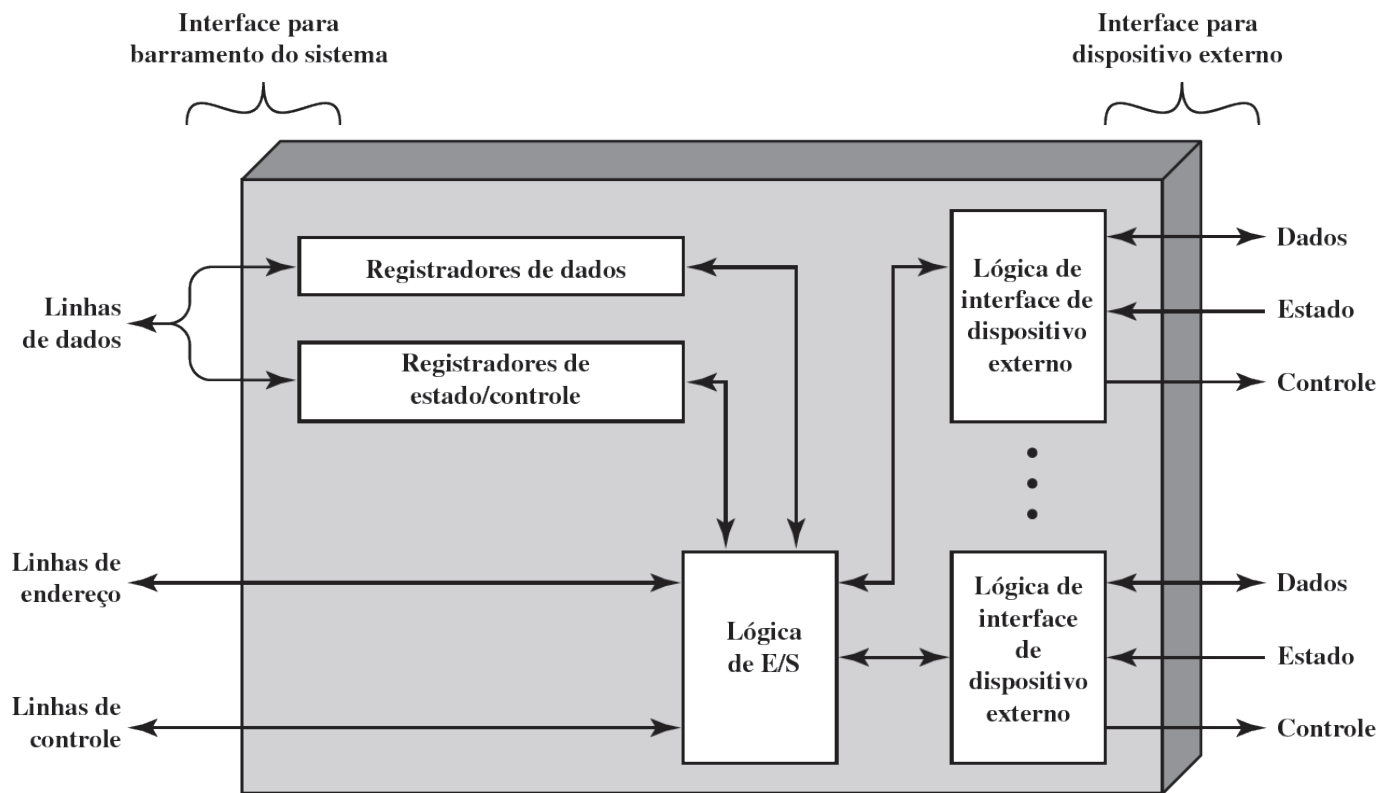 Interface para
barramento do sistema
Interface para
dispositivo externo
Linhas
de dados
Registradores de dados
Registradores de
estado/controle
Lógica de
interface de
dispositivo
externo
Dados
Estado
Controle
Linhas de
endereço
Linhas de
controle
Lógica
de E/S
Lógica de
interface
de
dispositivo
externo
Dados
Estado
Controle